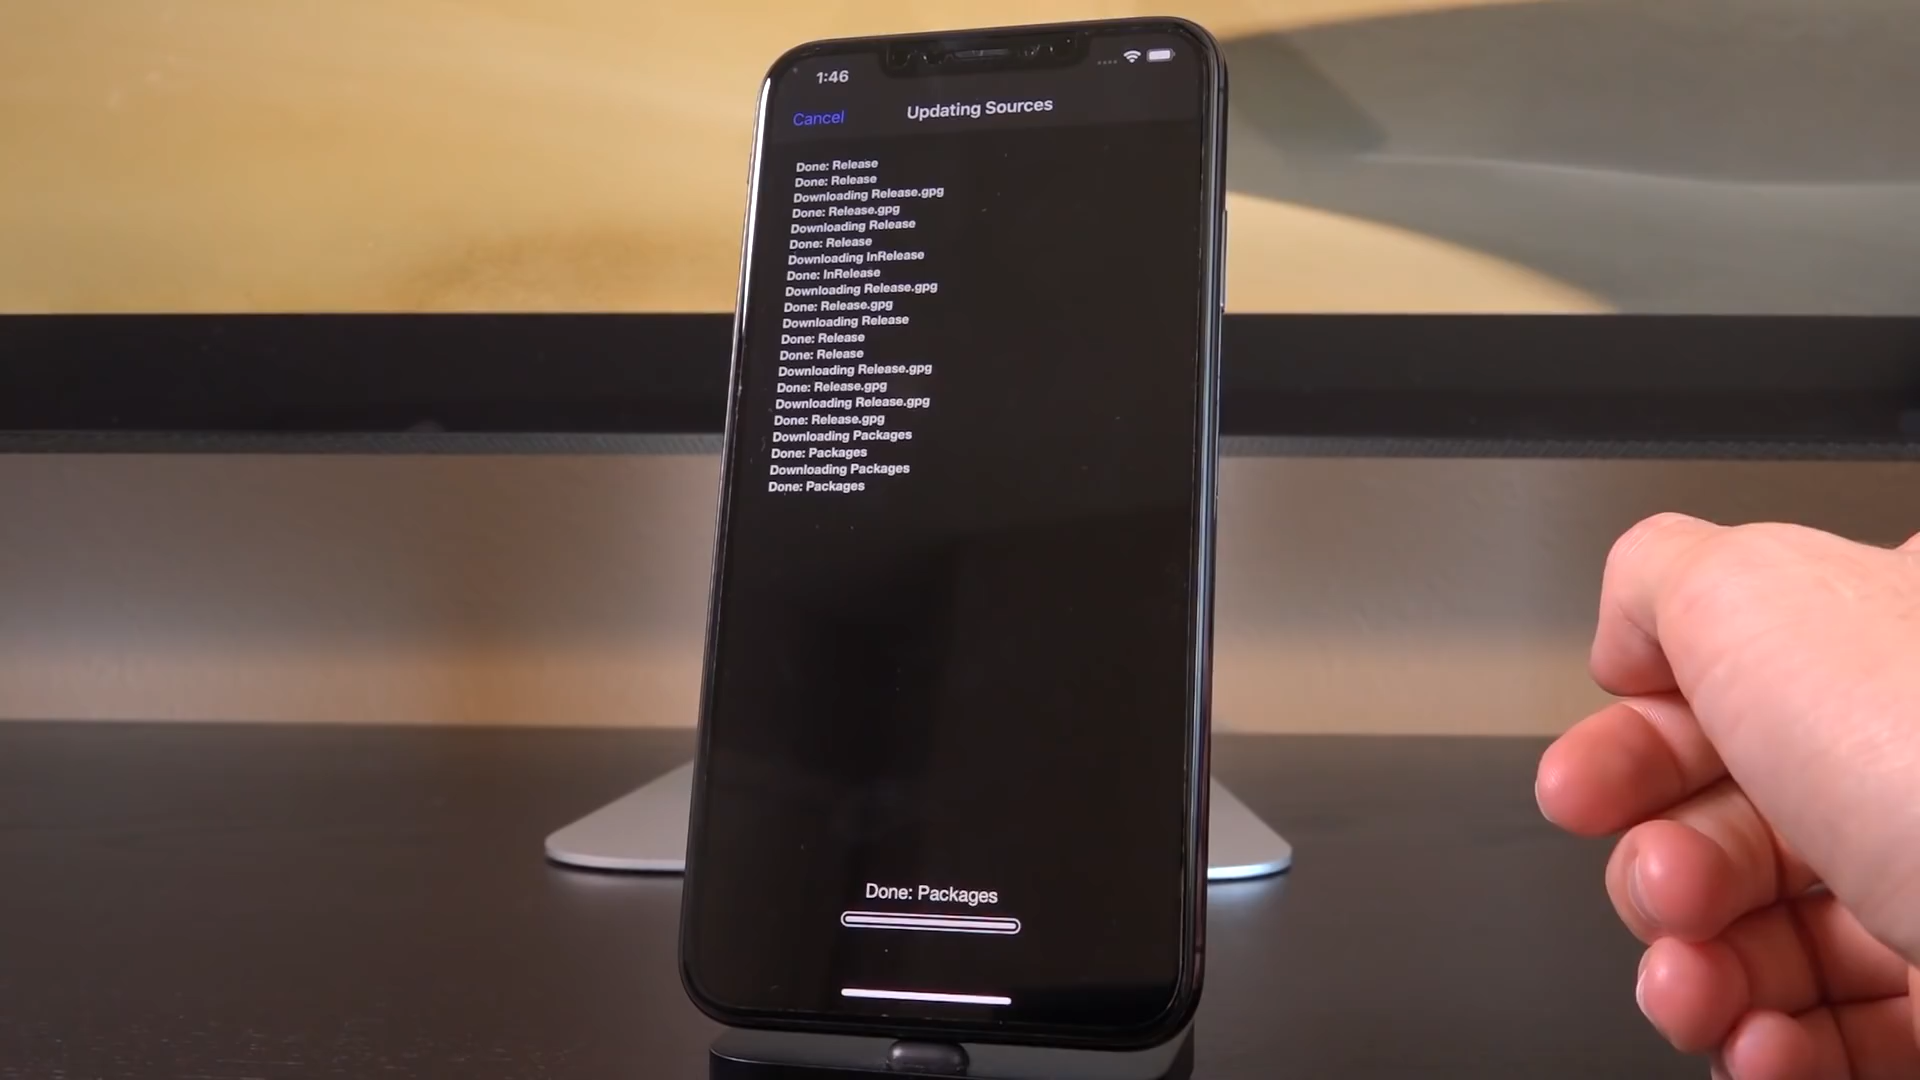 1:46
Cancel
Updating Sources
Done: Release
Done: Release
Downloading Release.gpg
Done: Release.gpg
Downloading Release
Done: Release
Downloading InRelease
Done: InRelease
Downloading Release.gpg
Done: Release.gpg
Downloading Release
Done: Release
Done: Release
Downloading Release.gpg
Done: Release.gpg
Downloading Release.gpg
Done: Release.gpg
Downloading Packages
Done: Packages
Downloading Packages
Done: Packages
Done: Packages